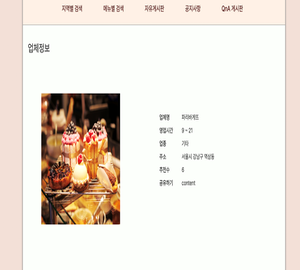 지역별 검색 메뉴별 검색 자유게시판 공지사항 QnA 게시판
업체정보
업체명 파리바게뜨
영업시간 9 ~ 21
업종 기타
주소 서울시 강남구 역삼동
추천수 6
공유하기 content